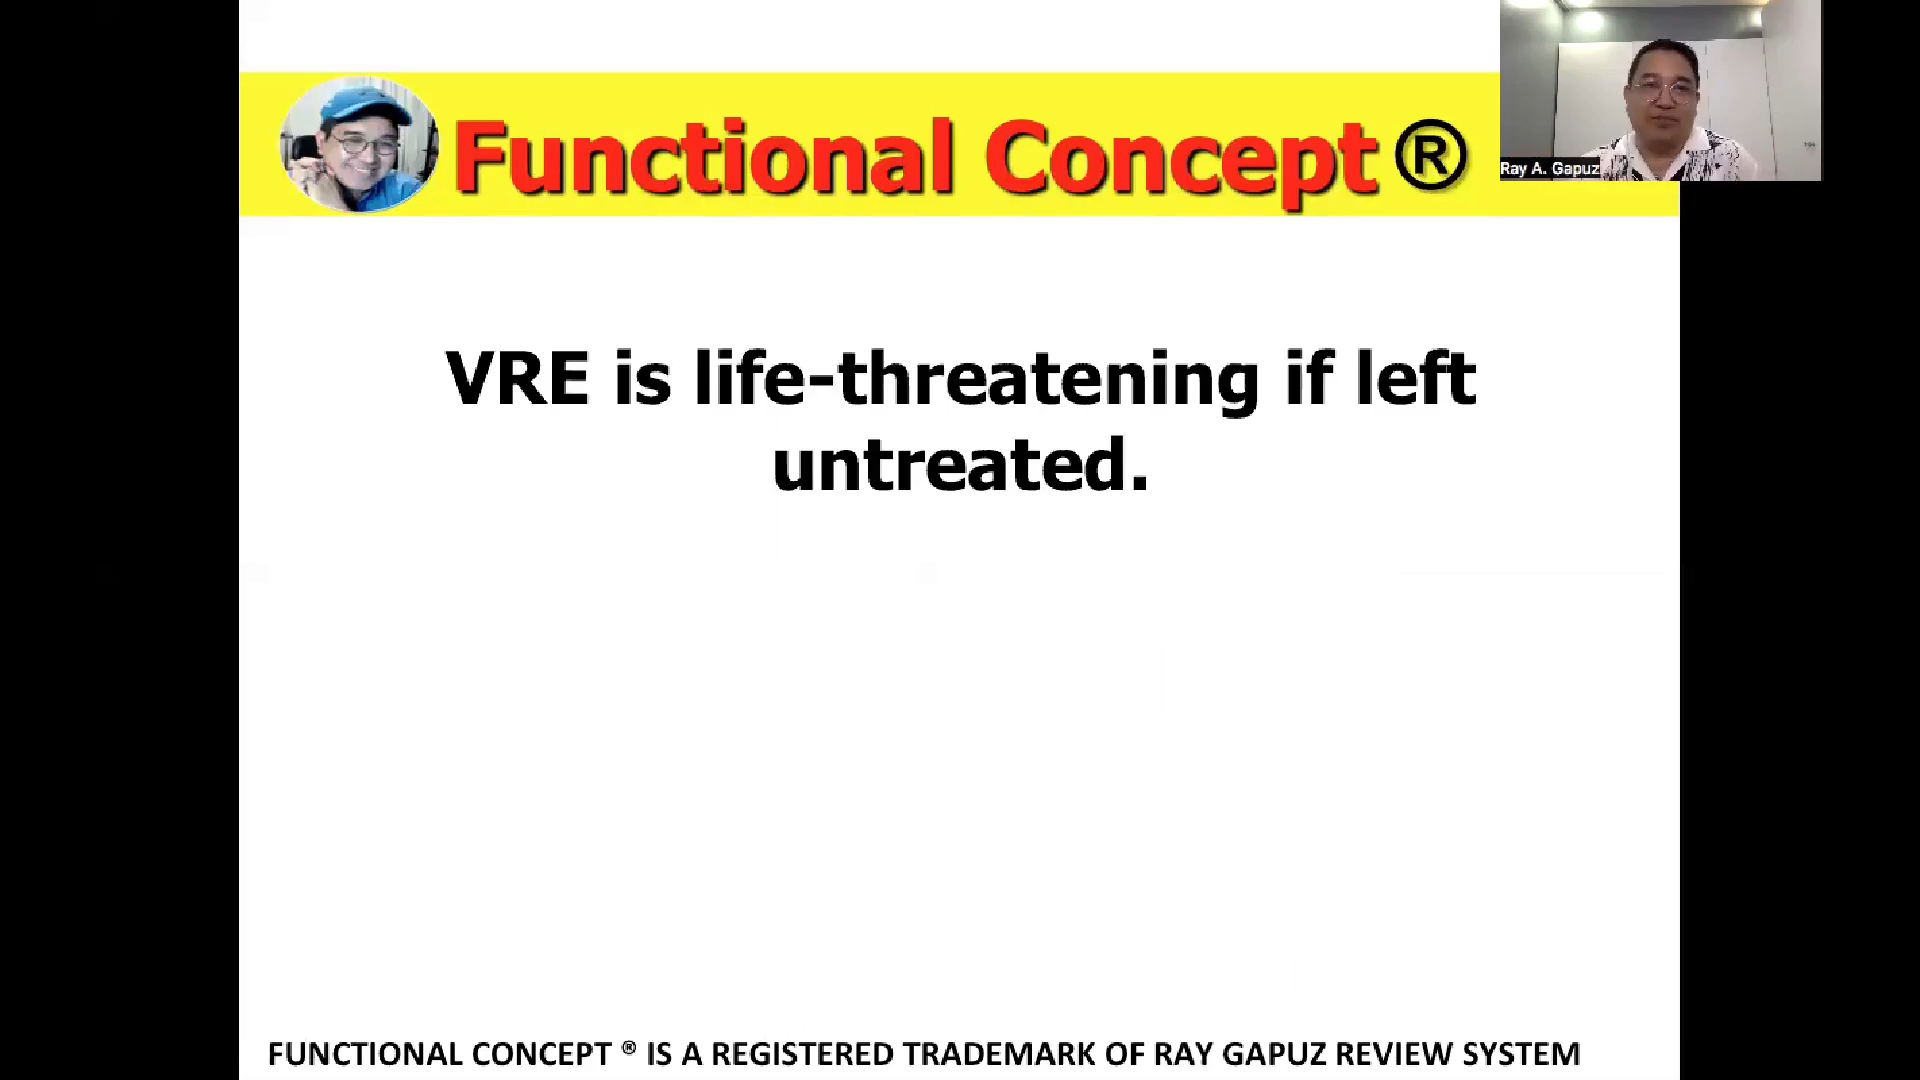 Functional Concept ®
Ray A. Gapuz
VRE is life-threatening if left
untreated.
FUNCTIONAL CONCEPT ® IS A REGISTERED TRADEMARK OF RAY GAPUZ REVIEW SYSTEM